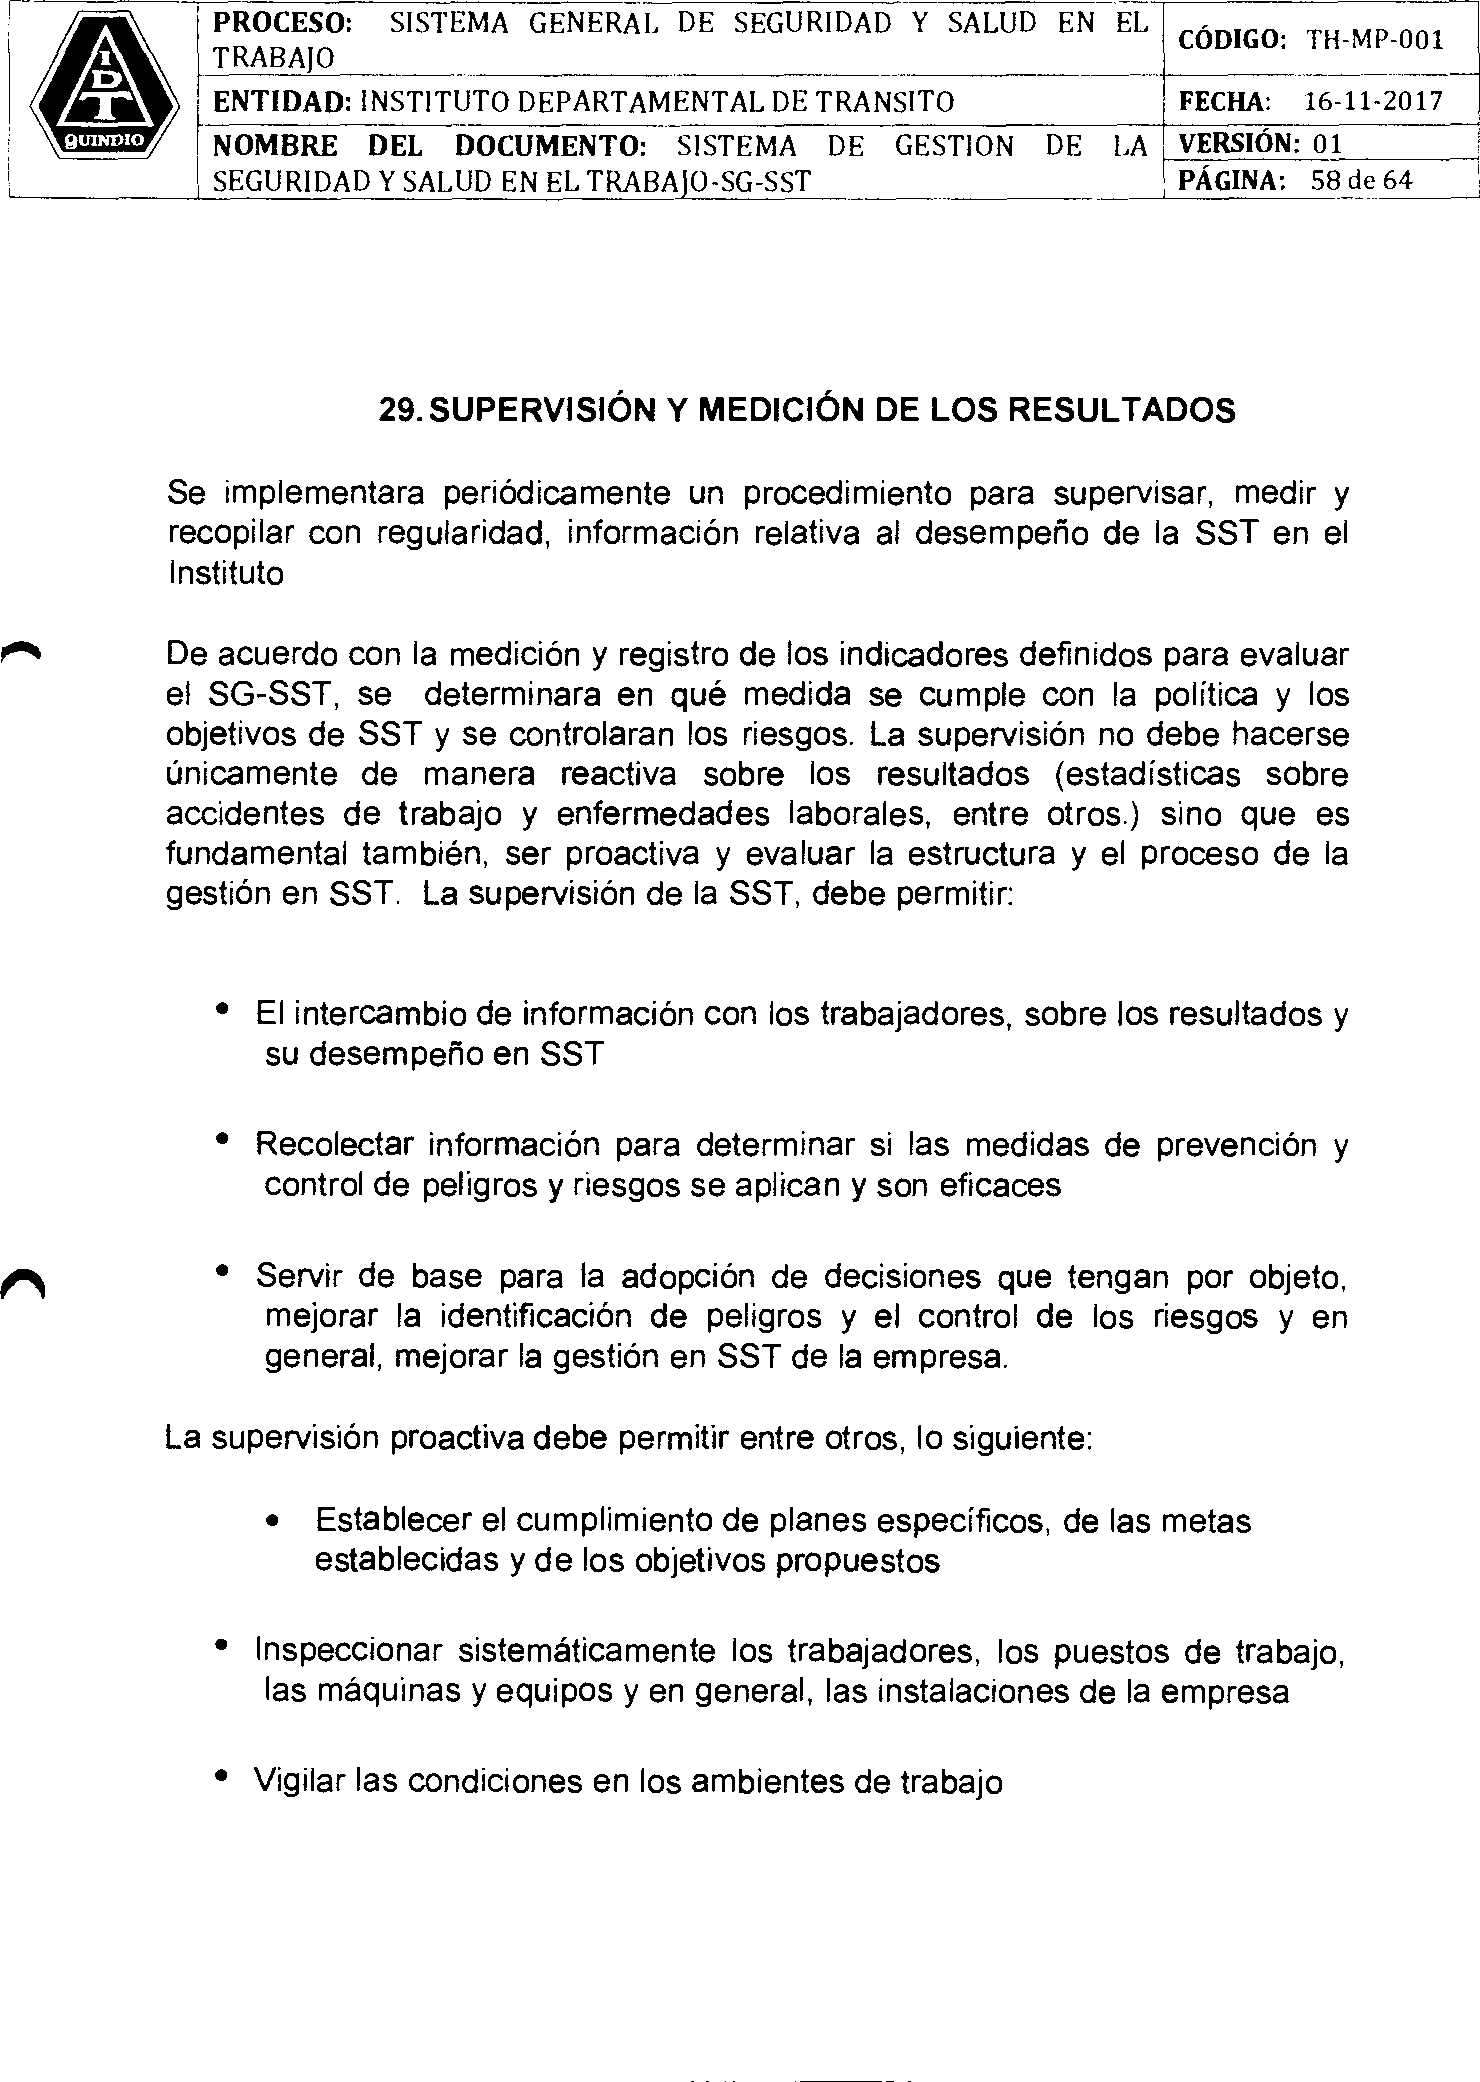 I
D
T
QUINDIO
PROCESO: SISTEMA GENERAL DE SEGURIDAD Y SALUD EN EL
TRABAJO
CÓDIGO: TH-MP-001
ENTIDAD: INSTITUTO DEPARTAMENTAL DE TRANSITO
FECHA: 16-11-2017
NOMBRE DEL DOCUMENTO: SISTEMA DE GESTION DE LA
SEGURIDAD Y SALUD EN EL TRABAJO-SG-SST
VERSIÓN: 01
PÁGINA: 58 de 64
29. SUPERVISIÓN Y MEDICIÓN DE LOS RESULTADOS
Se implementara periódicamente un procedimiento para supervisar, medir y
recopilar con regularidad, información relativa al desempeño de la SST en el
Instituto
De acuerdo con la medición y registro de los indicadores definidos para evaluar
el SG-SST, se determinara en qué medida se cumple con la política y los
objetivos de SST y se controlaran los riesgos. La supervisión no debe hacerse
únicamente de manera reactiva sobre los resultados (estadísticas sobre
accidentes de trabajo y enfermedades laborales, entre otros.) sino que es
fundamental también, ser proactiva y evaluar la estructura y el proceso de la
gestión en SST. La supervisión de la SST, debe permitir:
• El intercambio de información con los trabajadores, sobre los resultados y
su desempeño en SST
• Recolectar información para determinar si las medidas de prevención y
control de peligros y riesgos se aplican y son eficaces
• Servir de base para la adopción de decisiones que tengan por objeto,
mejorar la identificación de peligros y el control de los riesgos y en
general, mejorar la gestión en SST de la empresa.
La supervisión proactiva debe permitir entre otros, lo siguiente:
• Establecer el cumplimiento de planes específicos, de las metas
establecidas y de los objetivos propuestos
• Inspeccionar sistemáticamente los trabajadores, los puestos de trabajo,
las máquinas y equipos y en general, las instalaciones de la empresa
• Vigilar las condiciones en los ambientes de trabajo